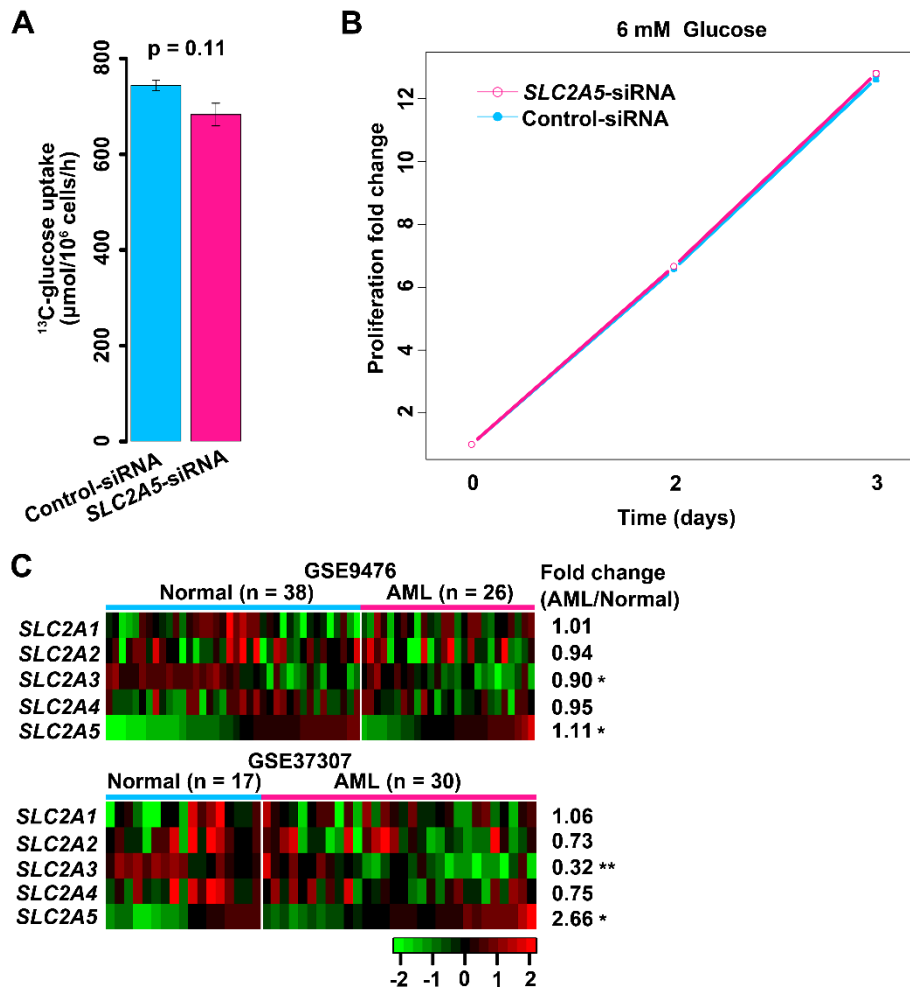 A
p = 0.11
¹³C-glucose uptake
(μmol/10⁶ cells/h)
800
600
400
200
0
Control-siRNA
SLC2A5-siRNA
B
6 mM Glucose
SLC2A5-siRNA
Control-siRNA
Proliferation fold change
12
10
8
6
4
2
0
2
3
Time (days)
C
GSE9476
Normal (n = 38)
AML (n = 26)
Fold change
(AML/Normal)
SLC2A1
1.01
SLC2A2
0.94
SLC2A3
0.90 *
SLC2A4
0.95
SLC2A5
1.11 *
GSE37307
Normal (n = 17)
AML (n = 30)
SLC2A1
1.06
SLC2A2
0.73
SLC2A3
0.32 **
SLC2A4
0.75
SLC2A5
2.66 *
-2 -1 0 1 2